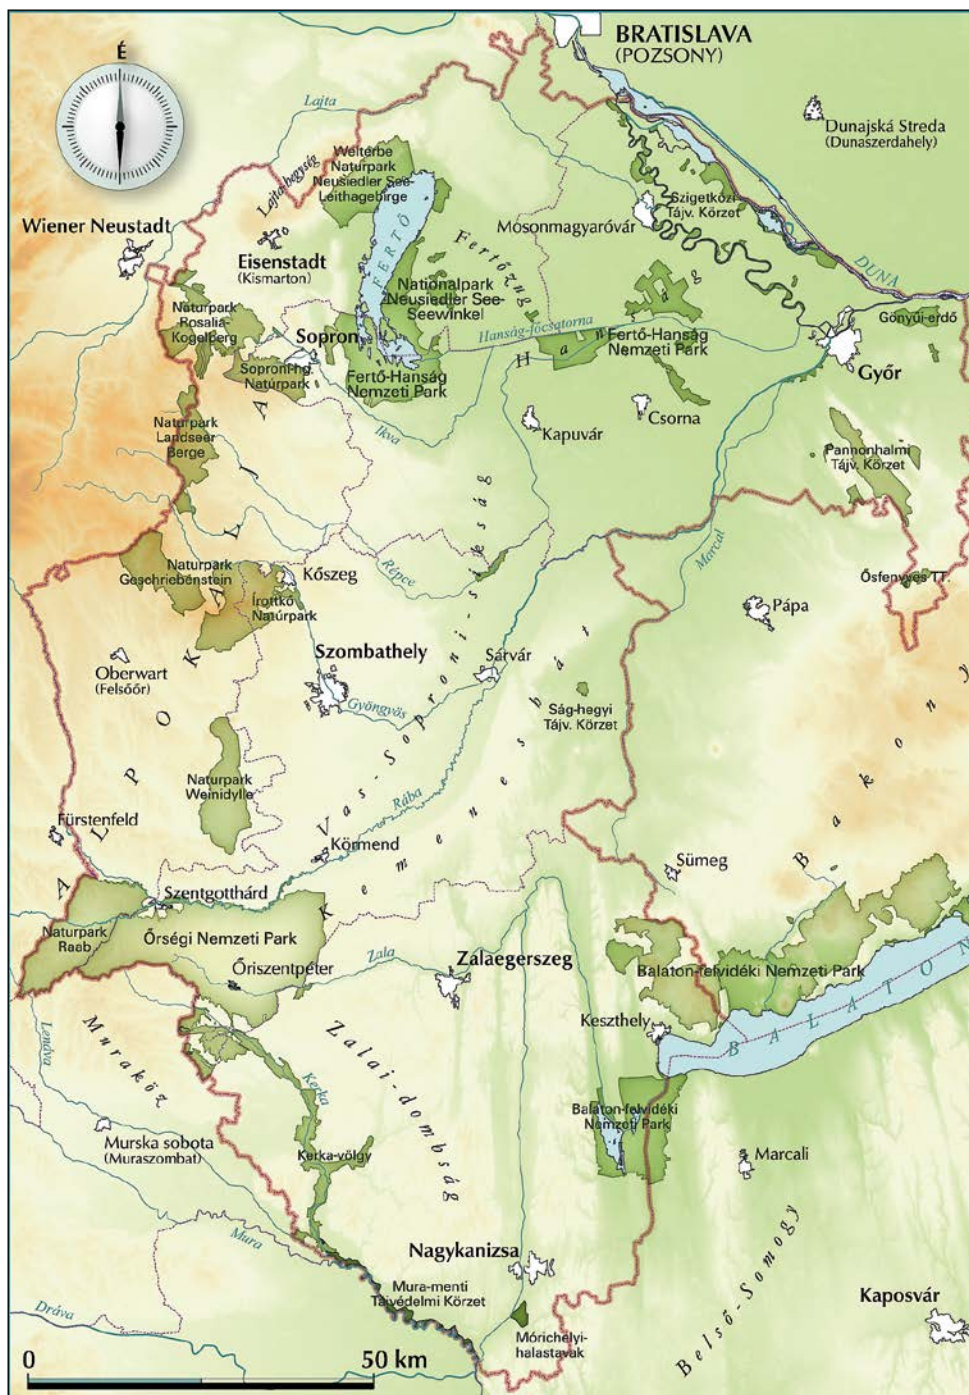 É
BRATISLAVA
(POZSONY)
Lajta
Dunajská Streda
(Dunaszerdahely)
Lajta-hegység
Welterbe
Naturpark
Neusiedler See-
Leithagebirge
Wiener Neustadt
Szigetközi
Tájv. Körzet
Mosonmagyaróvár
Eisenstadt
(Kismarton)
FERTŐ
Fertőzug
DUNA
Nationalpark
Neusiedler See-
Seewinkel
Naturpark
Rosalia-
Kogelberg
Gönyűi-erdő
Hanság-főcsatorna
Sopron
Fertő-Hanság
Nemzeti Park
Hanság
Soproni-hg.
Natúrpark
Fertő-Hanság
Nemzeti Park
Győr
Ikva
Csorna
Kapuvár
Naturpark
Landseer
Berge
Pannonhalmi
Tájv. Körzet
Marcal
Répce
Naturpark
Geschriebenstein
Kőszeg
Írottkő
Natúrpark
Ősfenyves TT.
Pápa
ALPOKALJA
Oberwart
(Felsőőr)
Szombathely
Sárvár
Gyöngyös
Ság-hegyi
Tájv. Körzet
Vas-Soproni-síkság
Kemeneshát
Bakony
Naturpark
Weinidylle
Rába
Fürstenfeld
Körmend
Sümeg
Szentgotthárd
Naturpark
Raab
Őrségi Nemzeti Park
Őriszentpéter
Zala
Zalaegerszeg
Balaton-felvidéki Nemzeti Park
Keszthely
BALATON
Lendva
Muraköz
Zalai-dombság
Kerka
Balaton-felvidéki
Nemzeti Park
Murska sobota
(Muraszombat)
Kerka-völgy
Marcali
Mura
Nagykanizsa
Belső-Somogy
Mura-menti
Tájvédelmi Körzet
Kaposvár
Dráva
Mórichelyi-
halastavak
0
50 km